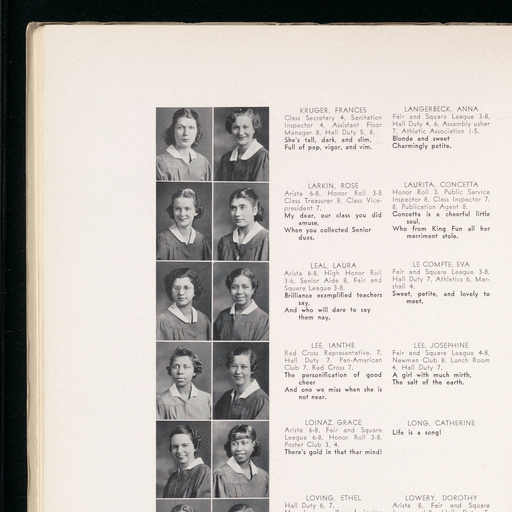 KRUGER, FRANCES
Class Secretary 4, Sanitation
Inspector 4, Assistant Floor
Manager 8, Hall Duty 5, 8.
She's tall, dark, and slim,
Full of pep, vigor, and vim.
LANGERBECK, ANNA
Fair and Square League 3-8,
Hall Duty 4, 6, Assembly usher
7, Athletic Association 1-5.
Blonde and sweet
Charmingly petite.
LARKIN, ROSE
Arista 6-8, Honor Roll 3-5
Class Treasurer 8, Class Vice-
president 7.
My dear, our class you did
amuse,
When you collected Senior
dues.
LAURITA, CONCETTA
Honor Roll 3, Public Service
Inspector 8, Class Inspector 7,
8, Publication Agent 8.
Concetta is a cheerful little
soul,
Who from King Fun all her
merriment stole.
LEAL, LAURA
Arista 6-8, High Honor Roll
3-6, Senior Aide 8, Fair and
Square League 3-8.
Brilliance exemplified teachers
say,
And who will dare to say
them nay.
LE COMPTE, EVA
Fair and Square League 3-8,
Hall Duty 7, Athletics 6, Mar-
shall 4.
Sweet, petite, and lovely to
meet.
LEE, IANTHE
Red Cross Representative, 7,
Hall Duty 7, Pan-American
Club 7, Red Cross 7.
The personification of good
cheer
And one we miss when she is
not near.
LEE, JOSEPHINE
Fair and Square League 4-8,
Newman Club 8, Lunch Room
4, Hall Duty 7.
A girl with much mirth,
The salt of the earth.
LOINAZ, GRACE
Arista 6-8, Fair and Square
League 6-8, Honor Roll 3-8,
Poster Club 3, 4.
There's gold in that thar mind!
LONG, CATHERINE
Life is a song!
LOVING, ETHEL
Hall Duty 6, 7.
LOWERY, DOROTHY
Arista 8, Fair and Square